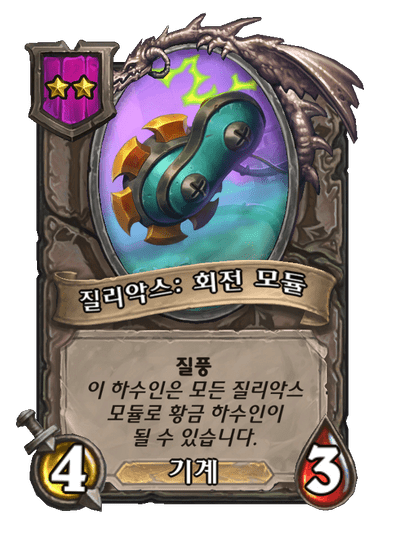 질리악스: 회전 모듈
질풍
이 하수인은 모든 질리악스
모듈로 황금 하수인이
될 수 있습니다.
4
기계
3